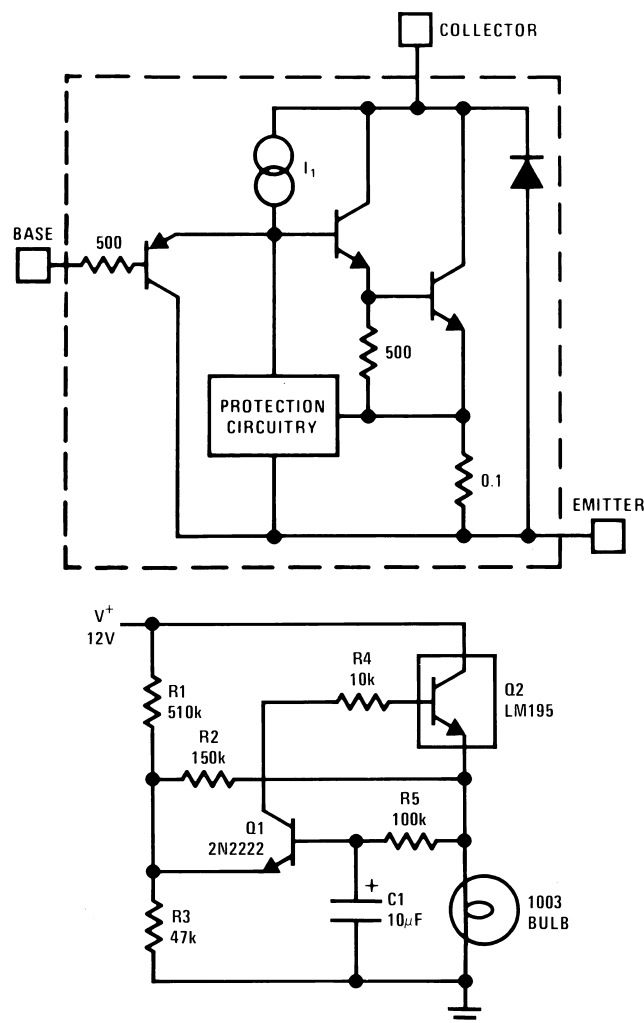 COLLECTOR
I₁
BASE
500
500
PROTECTION
CIRCUITRY
0.1
EMITTER
V⁺
12V
R1
510k
R2
150k
R4
10k
Q2
LM195
Q1
2N2222
R5
100k
+
C1
10μF
R3
47k
1003
BULB